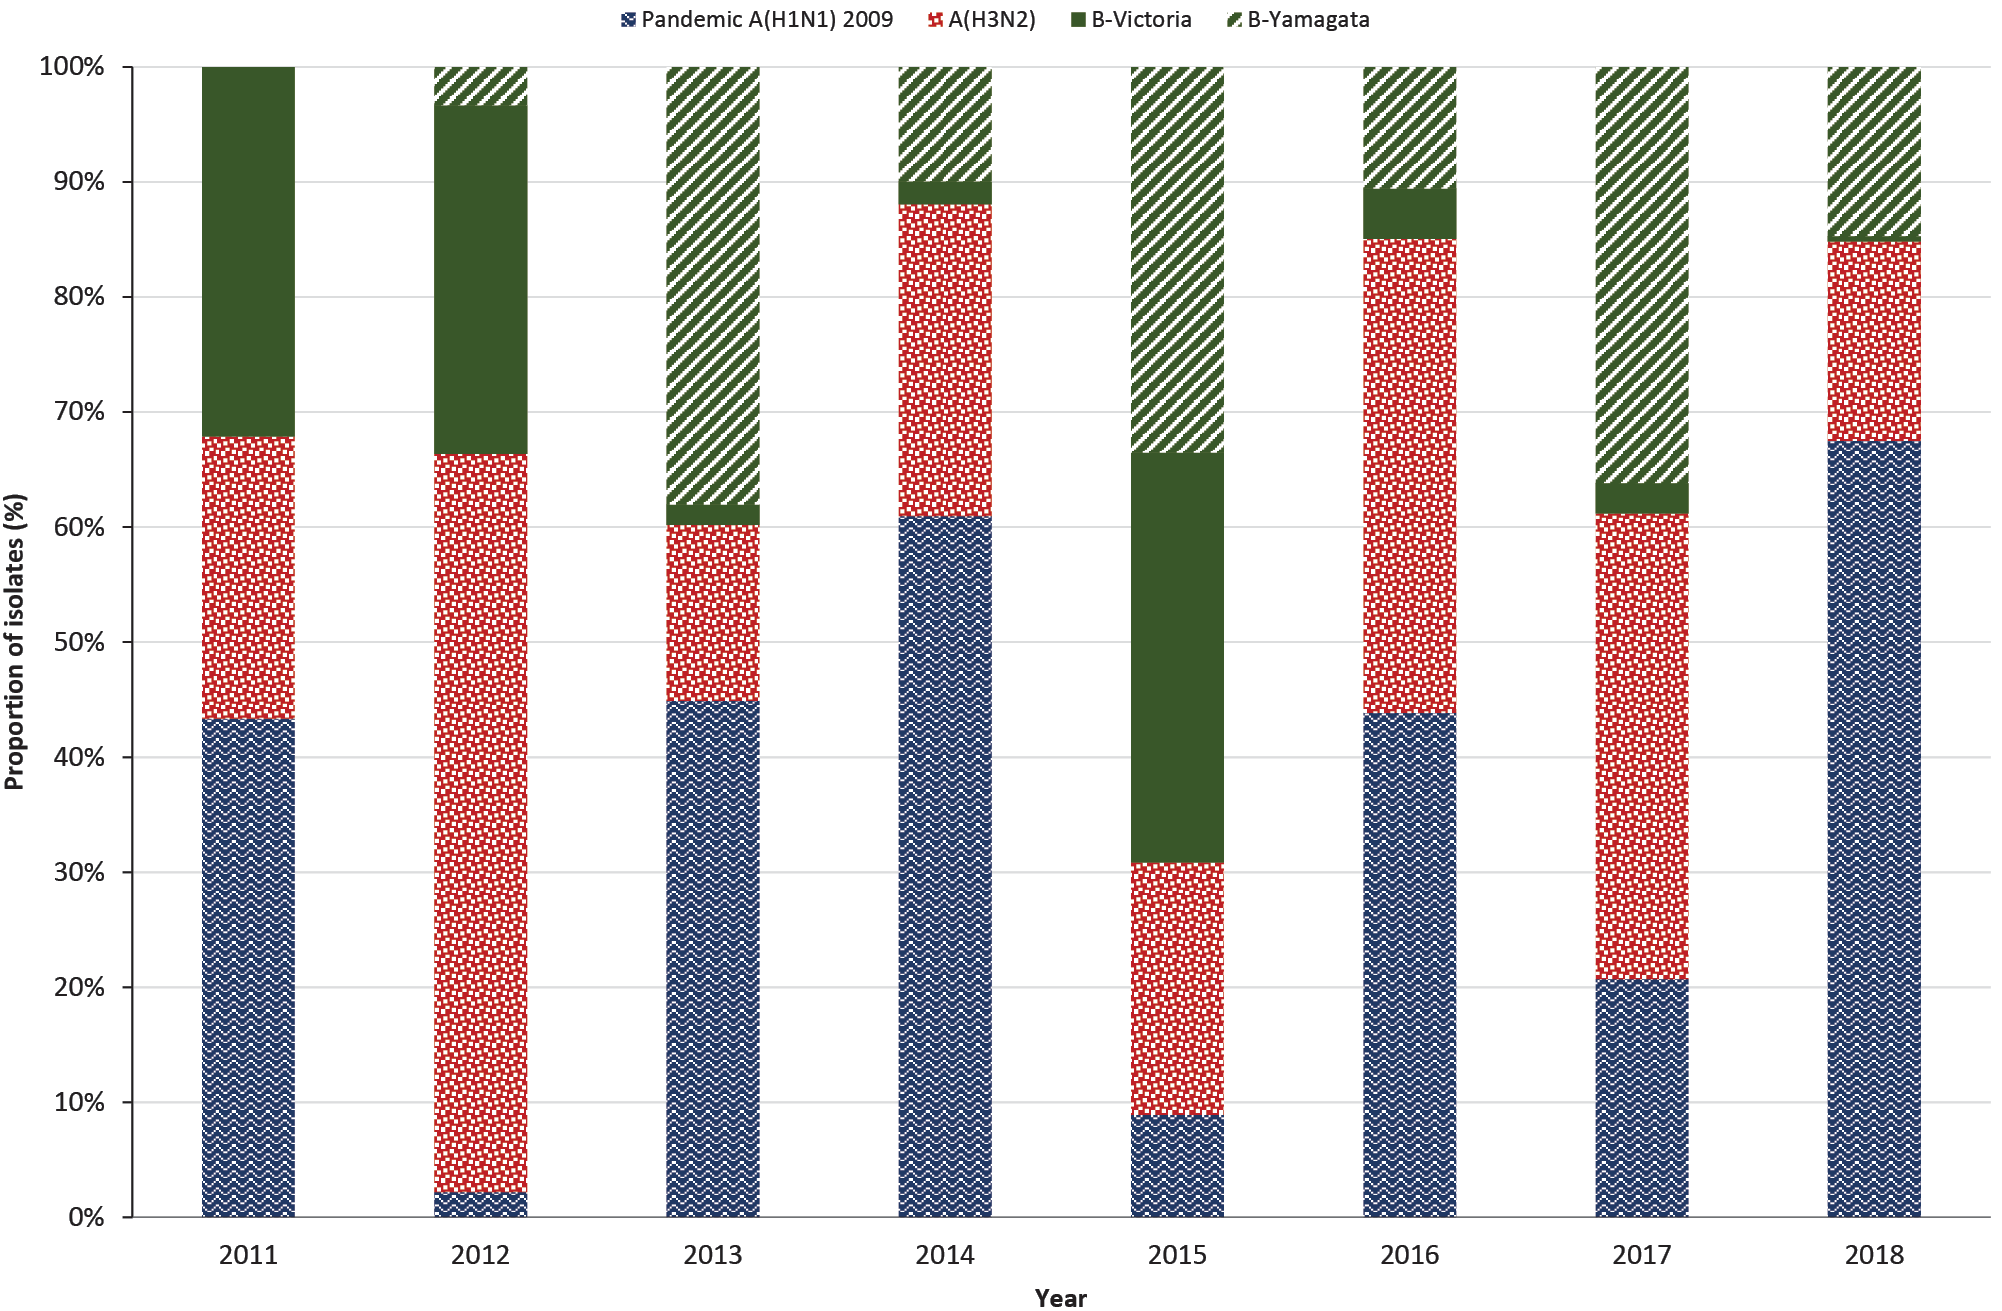 Pandemic A(H1N1) 2009 A(H3N2) B-Victoria B-Yamagata
100%
90%
80%
70%
60%
50%
40%
30%
20%
10%
0%
Proportion of isolates (%)
2011 2012 2013 2014 2015 2016 2017 2018
Year